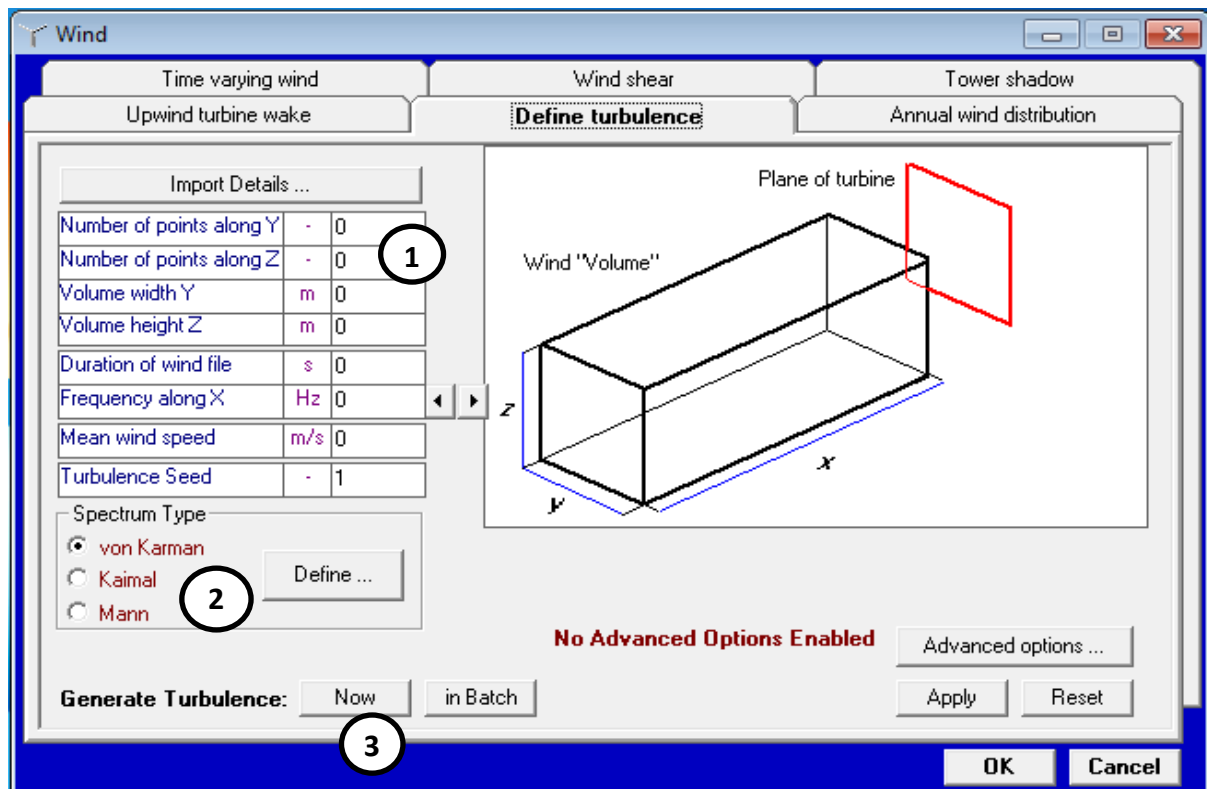 Wind
Time varying wind
Wind shear
Tower shadow
Upwind turbine wake
Define turbulence
Annual wind distribution
Import Details ...
Number of points along Y - 0
Number of points along Z - 0
1
Volume width Y m 0
Volume height Z m 0
Duration of wind file s 0
Frequency along X Hz 0
Mean wind speed m/s 0
Turbulence Seed - 1
Plane of turbine
Wind "Volume"
z
x
y
Spectrum Type
von Karman
Kaimal
Mann
2
Define ...
No Advanced Options Enabled
Advanced options ...
Generate Turbulence:
Now
in Batch
Apply
Reset
3
OK
Cancel